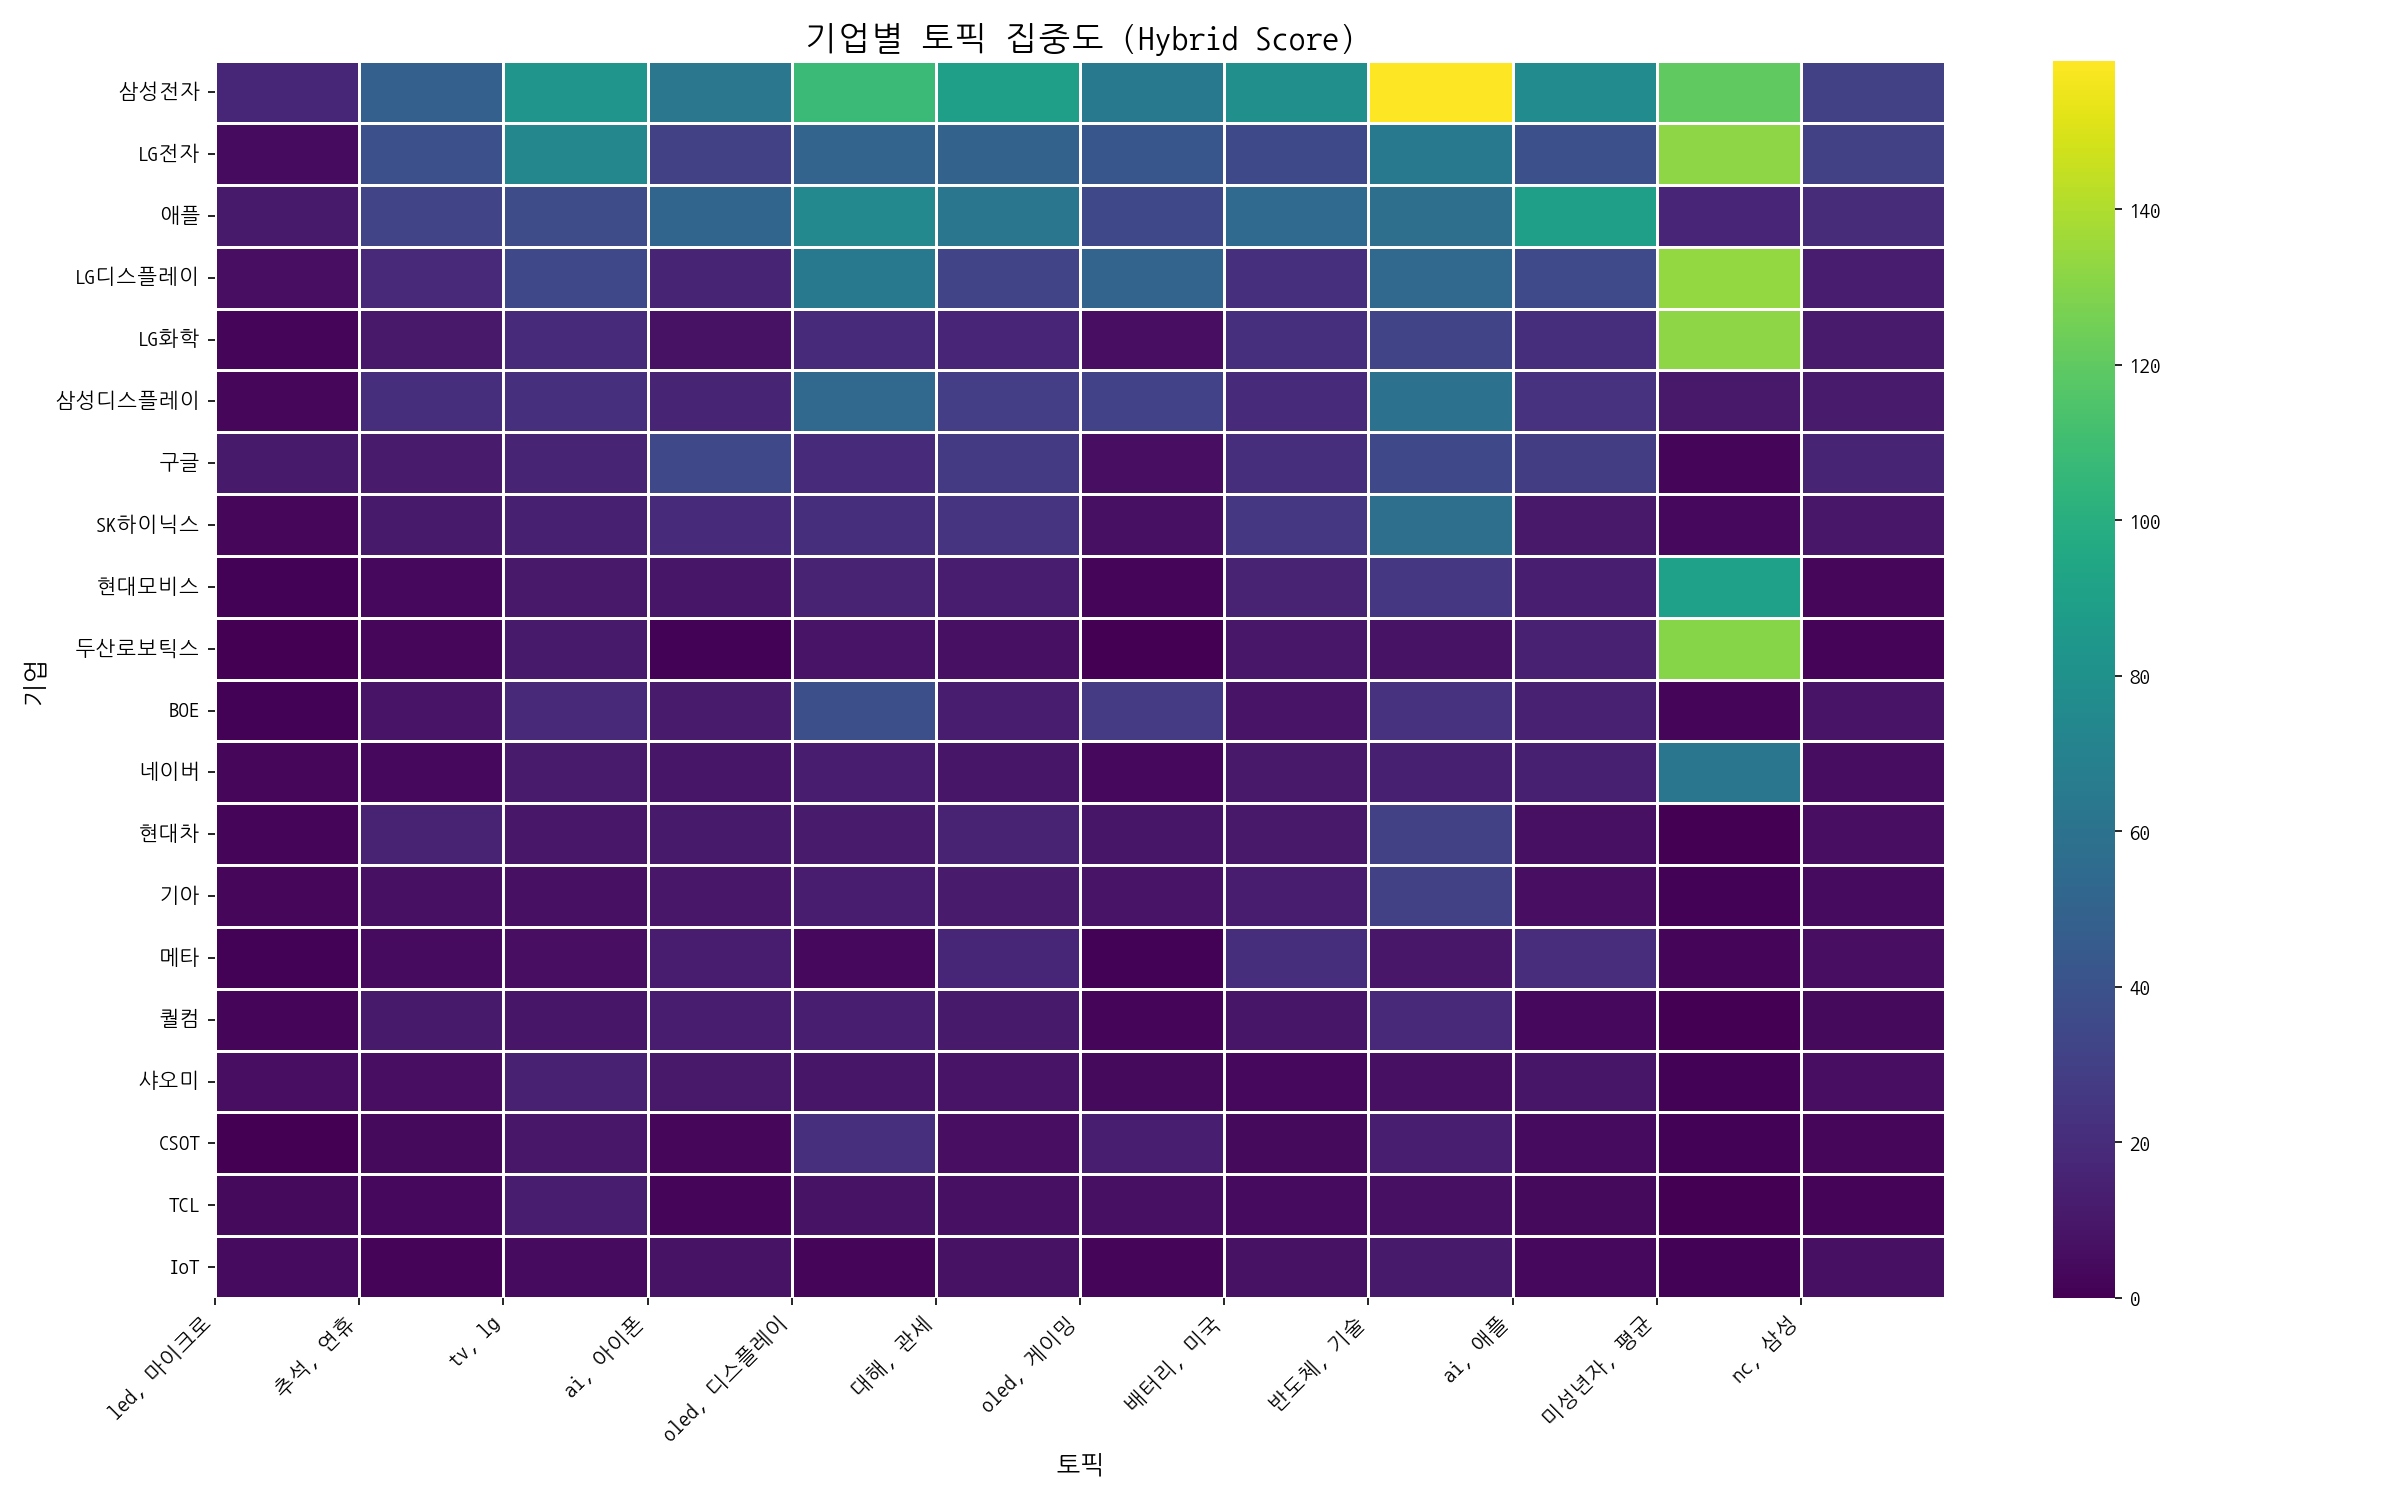 기업별 토픽 집중도 (Hybrid Score)
삼성전자
LG전자
애플
LG디스플레이
LG화학
삼성디스플레이
구글
SK하이닉스
현대모비스
두산로보틱스
BOE
네이버
현대차
기아
메타
퀄컴
샤오미
CSOT
TCL
IoT
기업
led, 마이크로
추석, 연휴
tv, lg
ai, 아이폰
oled, 디스플레이
대해, 관세
oled, 게이밍
배터리, 미국
반도체, 기술
ai, 애플
미성년자, 평균
nc, 삼성
토픽
140
120
100
80
60
40
20
0